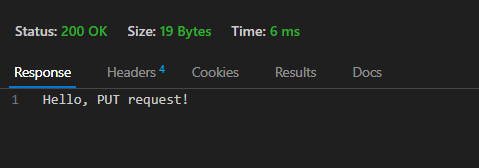 Status: 200 OK Size: 19 Bytes Time: 6 ms
Response Headers 4 Cookies Results Docs
1 Hello, PUT request!